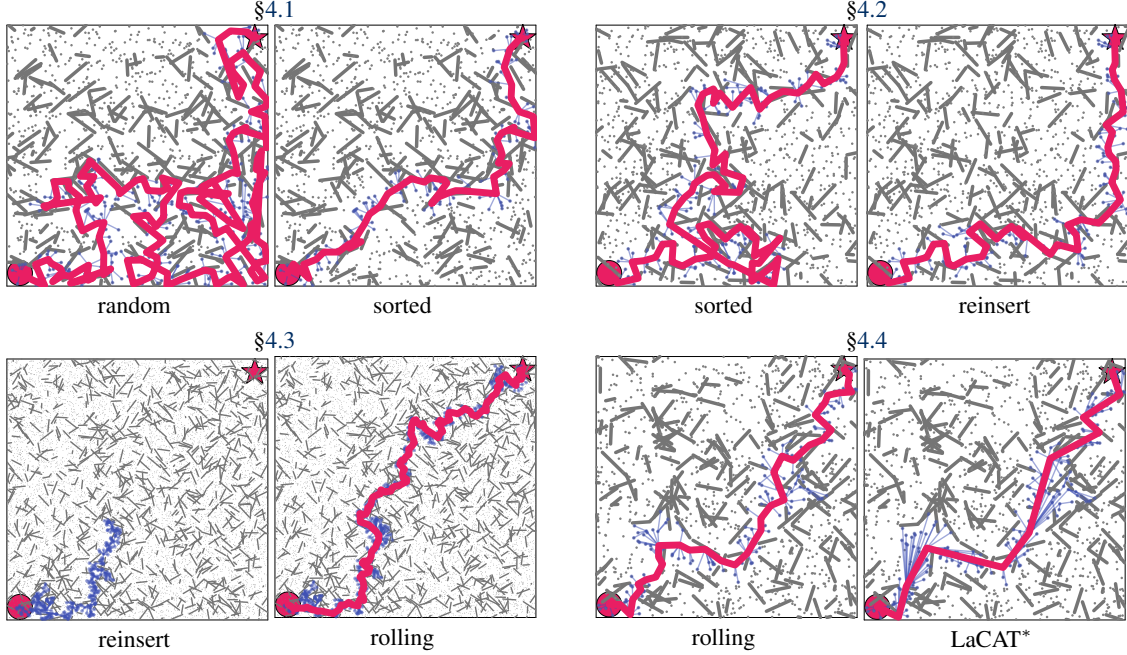 §4.1
§4.2
random
sorted
sorted
reinsert
§4.3
§4.4
reinsert
rolling
rolling
LaCAT*